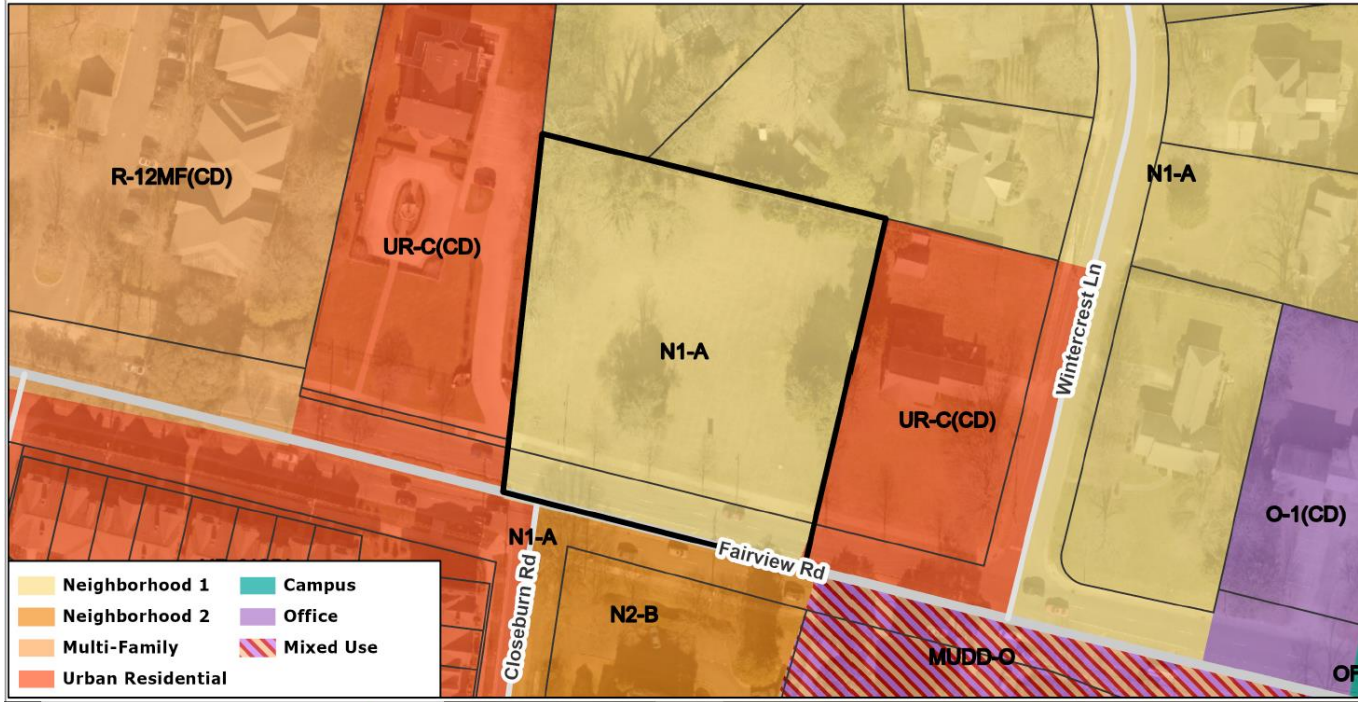 R-12MF(CD)
UR-C(CD)
N1-A
N1-A
UR-C(CD)
Wintercrest Ln
O-1(CD)
N1-A
Closeburn Rd
Fairview Rd
N2-B
MUDD-O
Neighborhood 1
Neighborhood 2
Multi-Family
Urban Residential
Campus
Office
Mixed Use